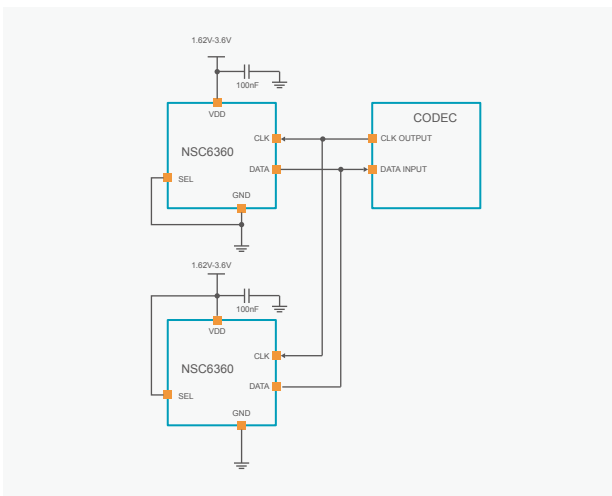 1.62V-3.6V
100nF
VDD
CODEC
CLK
CLK OUTPUT
NSC6360
DATA
DATA INPUT
SEL
GND
1.62V-3.6V
100nF
VDD
CLK
NSC6360
DATA
SEL
GND